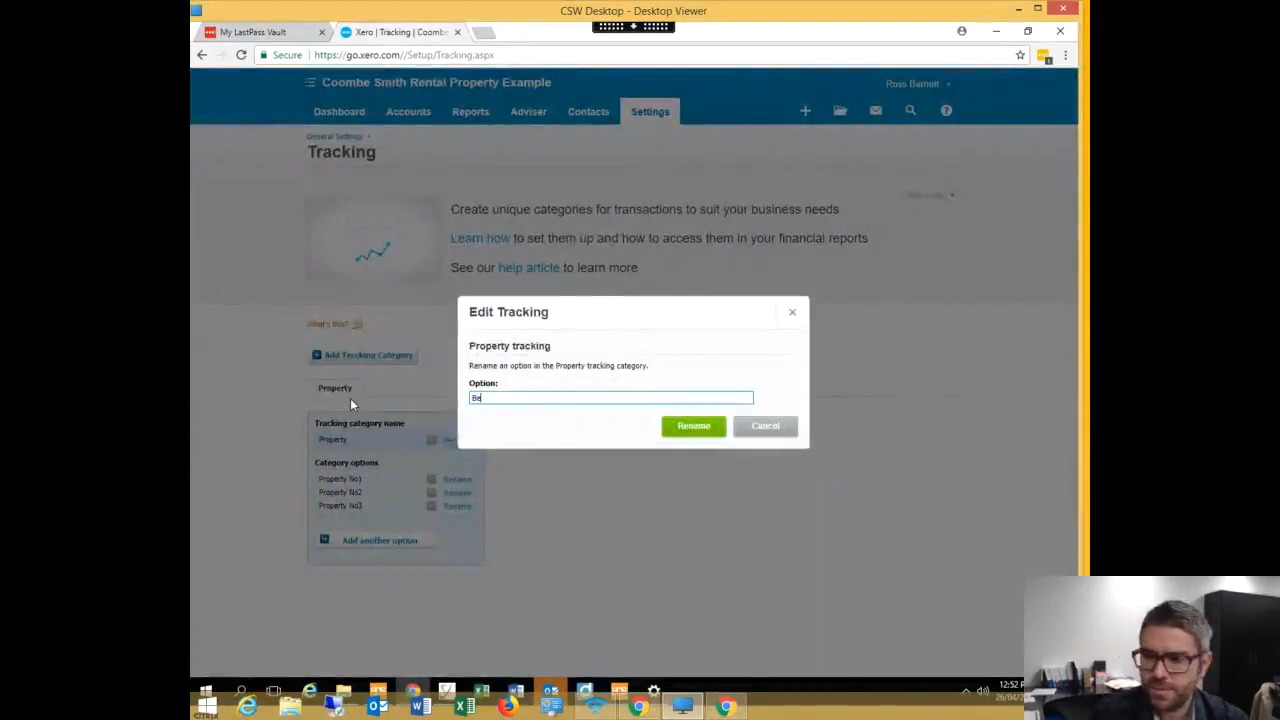 CSW Desktop - Desktop Viewer
My LastPass Vault
Xero | Tracking | Coombe
Secure
https://go.xero.com//Setup/Tracking.aspx
Coombe Smith Rental Property Example
Ross Barnett
Dashboard
Accounts
Reports
Adviser
Contacts
Settings
General Settings
Tracking
Create unique categories for transactions to suit your business needs
Learn how to set them up and how to access them in your financial reports
See our help article to learn more
What's this?
Add Tracking Category
Property
Tracking category name
Property
Category options
Property No1 Rename
Property No2 Rename
Property No3 Rename
Add another option
Edit Tracking
Property tracking
Rename an option in the Property tracking category.
Option:
Be
Rename
Cancel
12:52
26/04/2